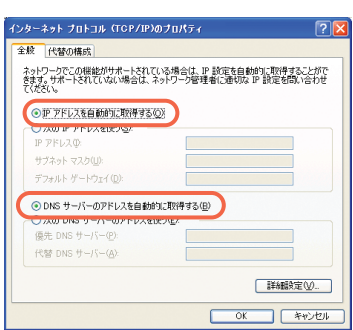 インターネット プロトコル (TCP/IP)のプロパティ
全般
代替の構成
ネットワークでこの機能がサポートされている場合は、IP 設定を自動的に取得することがで
きます。サポートされていない場合は、ネットワーク管理者に適切な IP 設定を問い合わせ
てください。
IP アドレスを自動的に取得する(O)
次の IP アドレスを使う(S):
IP アドレス(I):
サブネット マスク(U):
デフォルト ゲートウェイ(D):
DNS サーバーのアドレスを自動的に取得する(B)
次の DNS サーバーのアドレスを使う(E):
優先 DNS サーバー(P):
代替 DNS サーバー(A):
詳細設定(V)...
OK
キャンセル